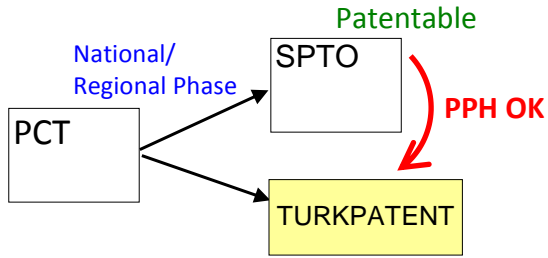 Patentable
National/
Regional Phase
SPTO
PCT
PPH OK
TURKPATENT